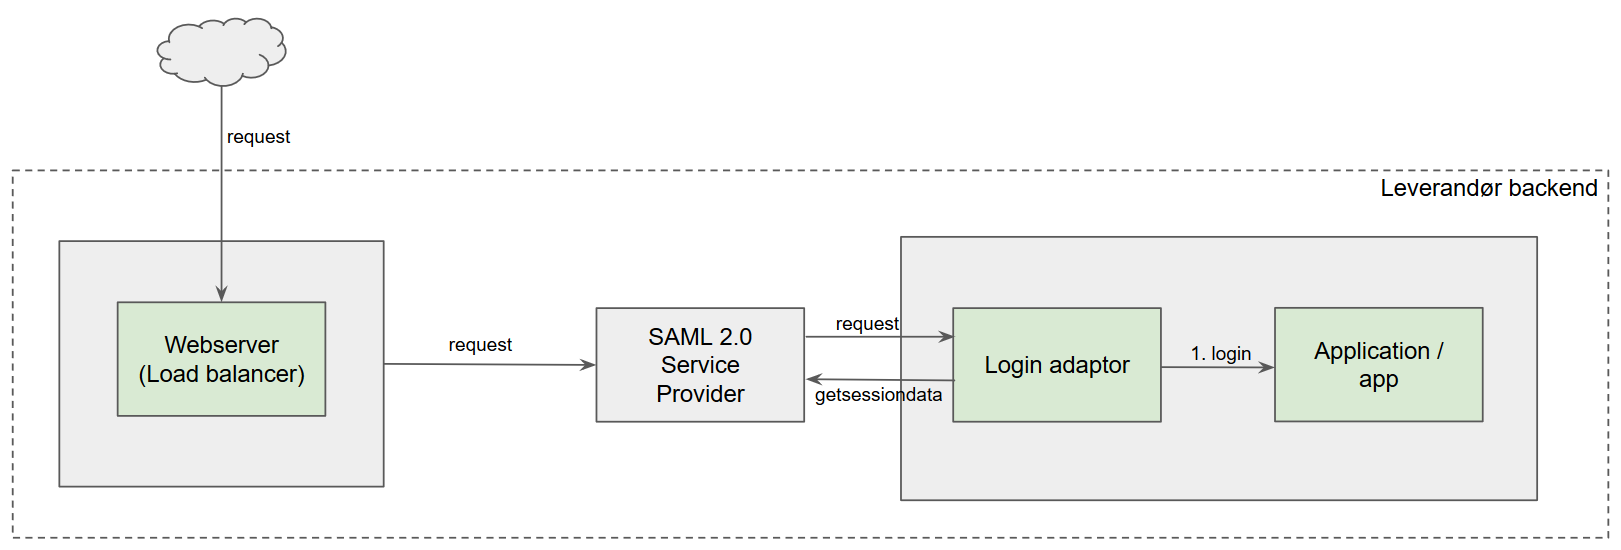 request
Leverandør backend
Webserver
(Load balancer)
request
SAML 2.0
Service
Provider
request
getsessiondata
Login adaptor
1. login
Application /
app